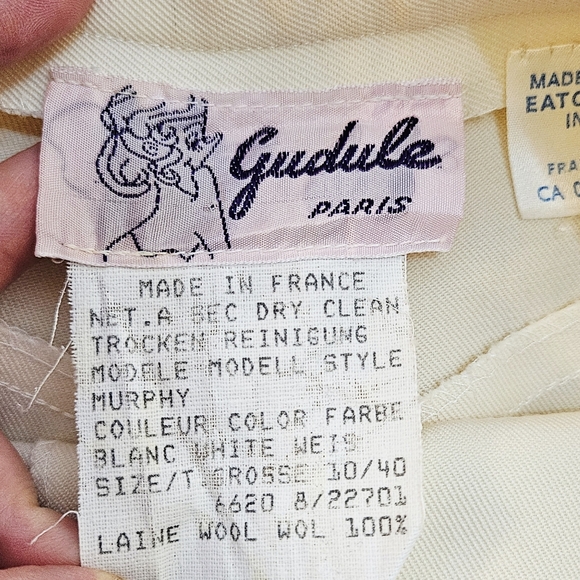 Gudule
PARIS
MADE IN FRANCE
NET.A SEC DRY CLEAN
TROCKEN REINIGUNG
MODELE MODELL STYLE
MURPHY
COULEUR COLOR FARBE
BLANC WHITE WEIS
SIZE/T.GROSSE 10/40
6620 8/22701
LAINE WOOL WOL 100%
MADE
EATO
IN
FRA
CA 0